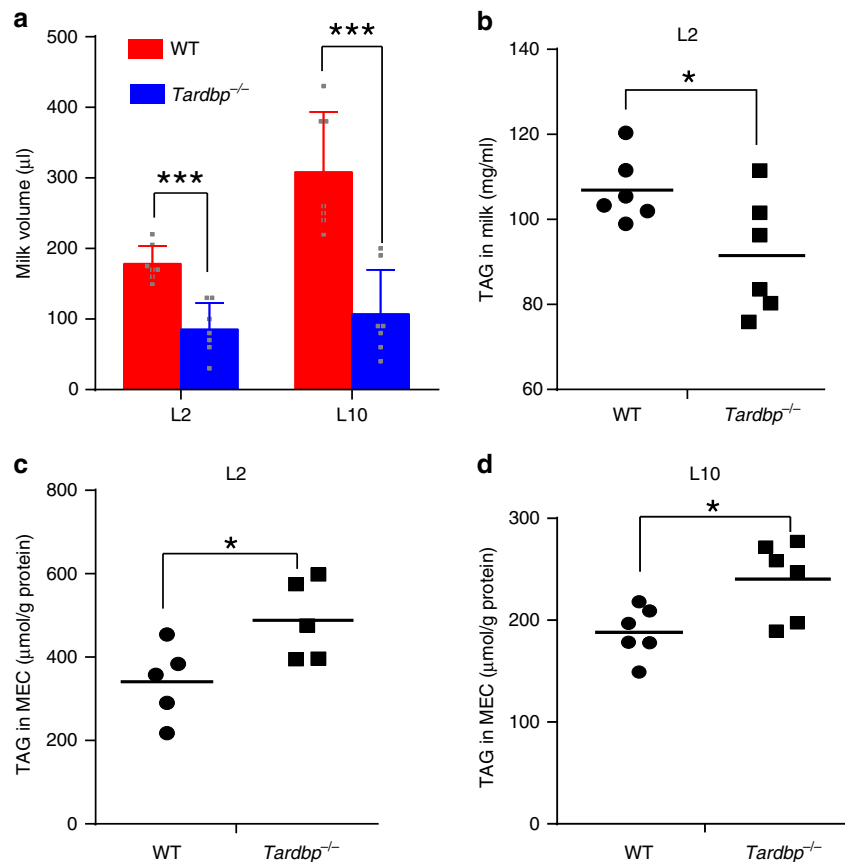 a
500
400
300
200
100
0
Milk volume (µl)
WT
Tardbp−/−
***
***
L2
L10
b
L2
140
120
100
80
60
TAG in milk (mg/ml)
*
WT
Tardbp−/−
c
L2
800
600
400
200
0
TAG in MEC (µmol/g protein)
*
WT
Tardbp−/−
d
L10
300
200
100
0
TAG in MEC (µmol/g protein)
*
WT
Tardbp−/−